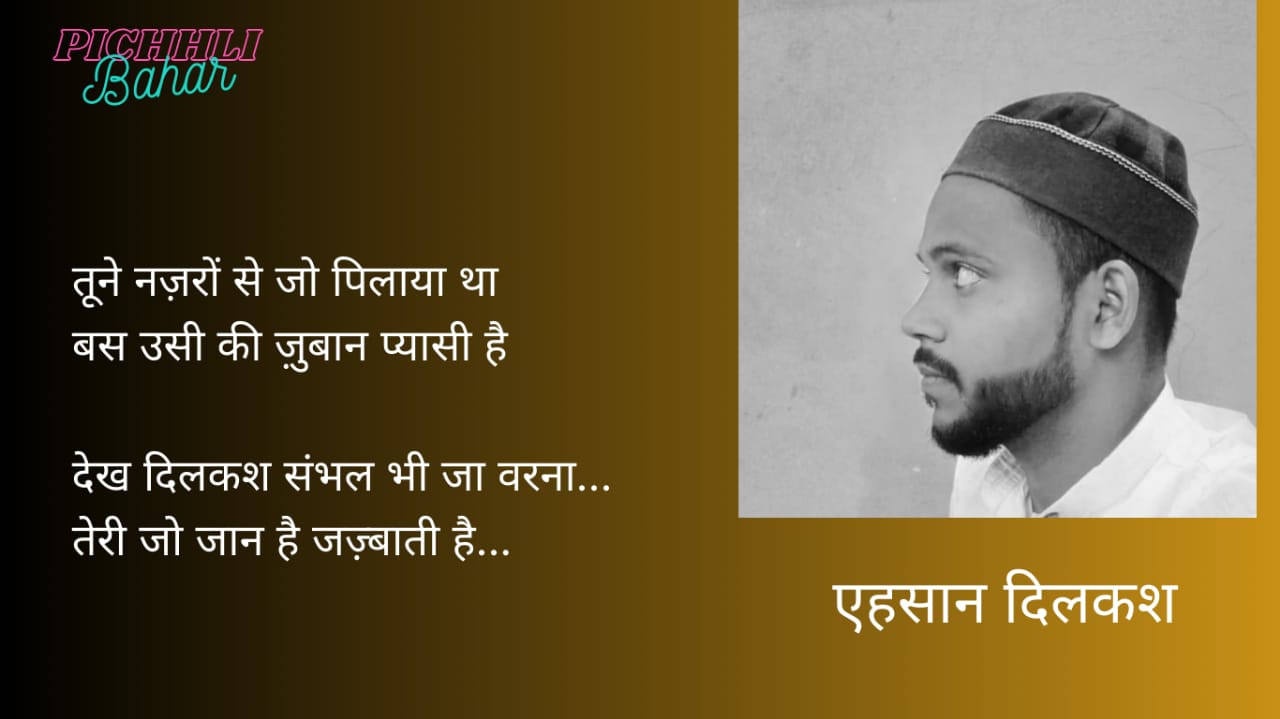 PICHHLI
Bahar
तूने नज़रों से जो पिलाया था
बस उसी की ज़ुबान प्यासी है
देख दिलकश संभल भी जा वरना...
तेरी जो जान है जज़्बाती है...
एहसान दिलकश